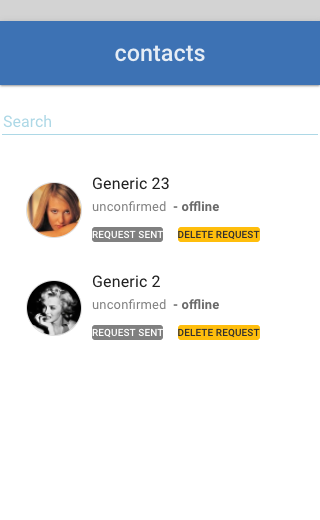 contacts
Search
Generic 23
unconfirmed - offline
REQUEST SENT DELETE REQUEST
Generic 2
unconfirmed - offline
REQUEST SENT DELETE REQUEST